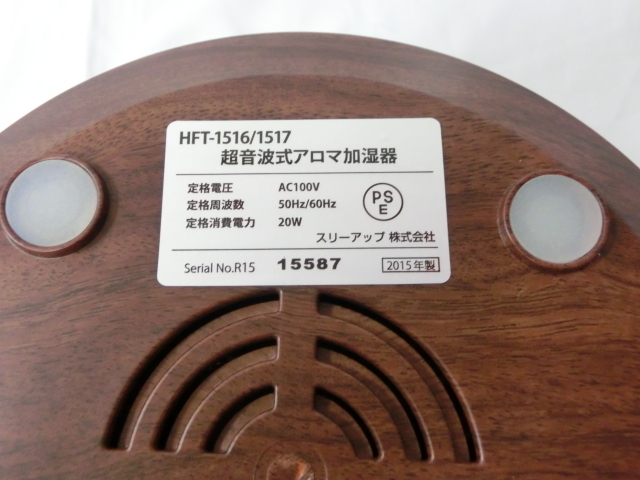 HFT-1516/1517
超音波式アロマ加湿器
定格電圧 AC100V
定格周波数 50Hz/60Hz
定格消費電力 20W
PS
E
スリーアップ 株式会社
Serial No.R15 15587 2015年製